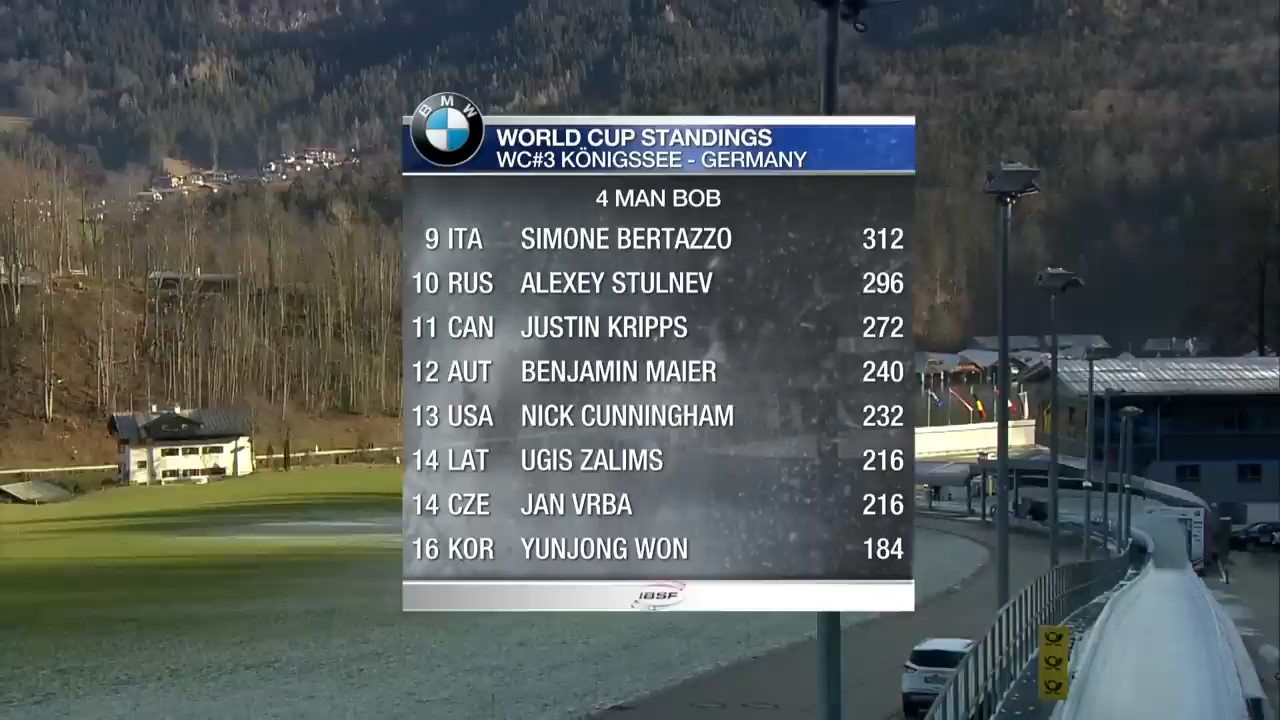 BMW
WORLD CUP STANDINGS
WC#3 KÖNIGSSEE - GERMANY
4 MAN BOB
9 ITA SIMONE BERTAZZO 312
10 RUS ALEXEY STULNEV 296
11 CAN JUSTIN KRIPPS 272
12 AUT BENJAMIN MAIER 240
13 USA NICK CUNNINGHAM 232
14 LAT UGIS ZALIMS 216
14 CZE JAN VRBA 216
16 KOR YUNJONG WON 184
IBSF